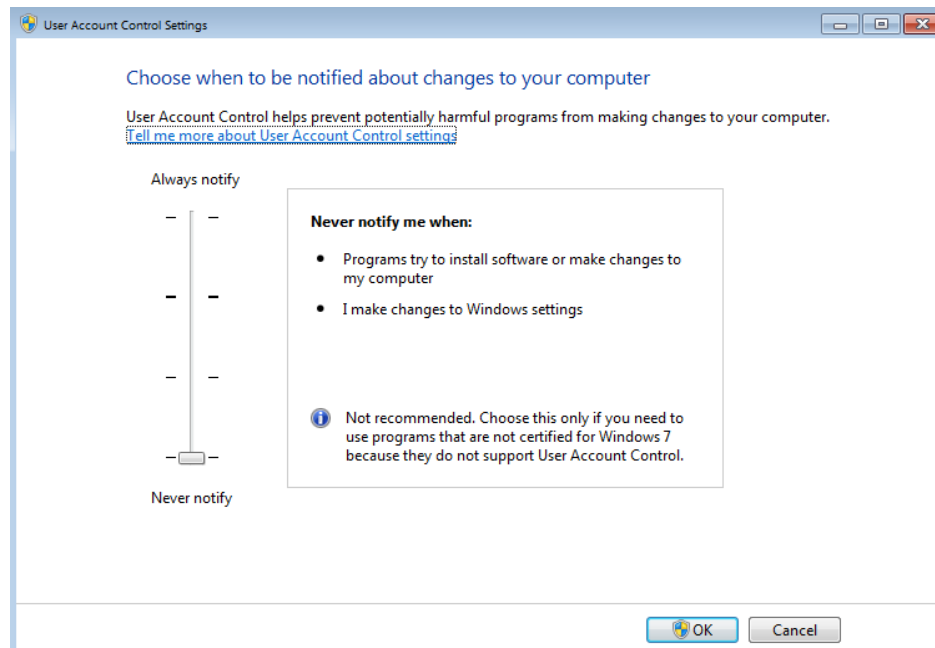 User Account Control Settings
Choose when to be notified about changes to your computer
User Account Control helps prevent potentially harmful programs from making changes to your computer.
Tell me more about User Account Control settings
Always notify
Never notify me when:
Programs try to install software or make changes to
my computer
I make changes to Windows settings
Not recommended. Choose this only if you need to
use programs that are not certified for Windows 7
because they do not support User Account Control.
Never notify
OK
Cancel